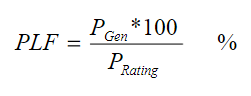 PLF = P_Gen*100 / P_Rating %